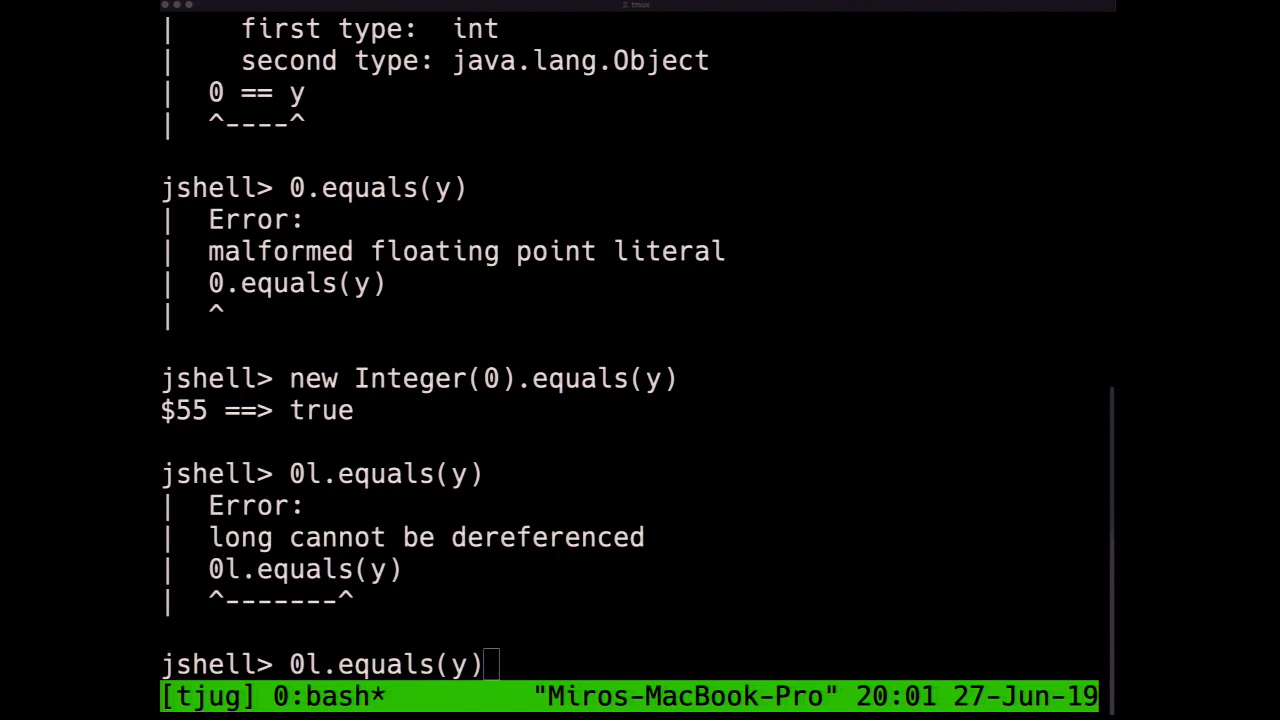 2. tmux
| first type: int
| second type: java.lang.Object
| 0 == y
| ^----^
jshell> 0.equals(y)
| Error:
| malformed floating point literal
| 0.equals(y)
| ^
jshell> new Integer(0).equals(y)
$55 ==> true
jshell> 0l.equals(y)
| Error:
| long cannot be dereferenced
| 0l.equals(y)
| ^-------^
jshell> 0l.equals(y)
[tjug] 0:bash* "Miros-MacBook-Pro" 20:01 27-Jun-19